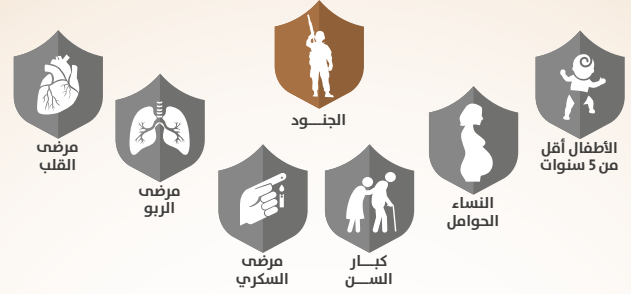 الجنـــود
الأطفال أقل
من 5 سنوات
النساء
الحوامل
كبـــار
الســـن
مرضى
السكري
مرضى
الربو
مرضى
القلب